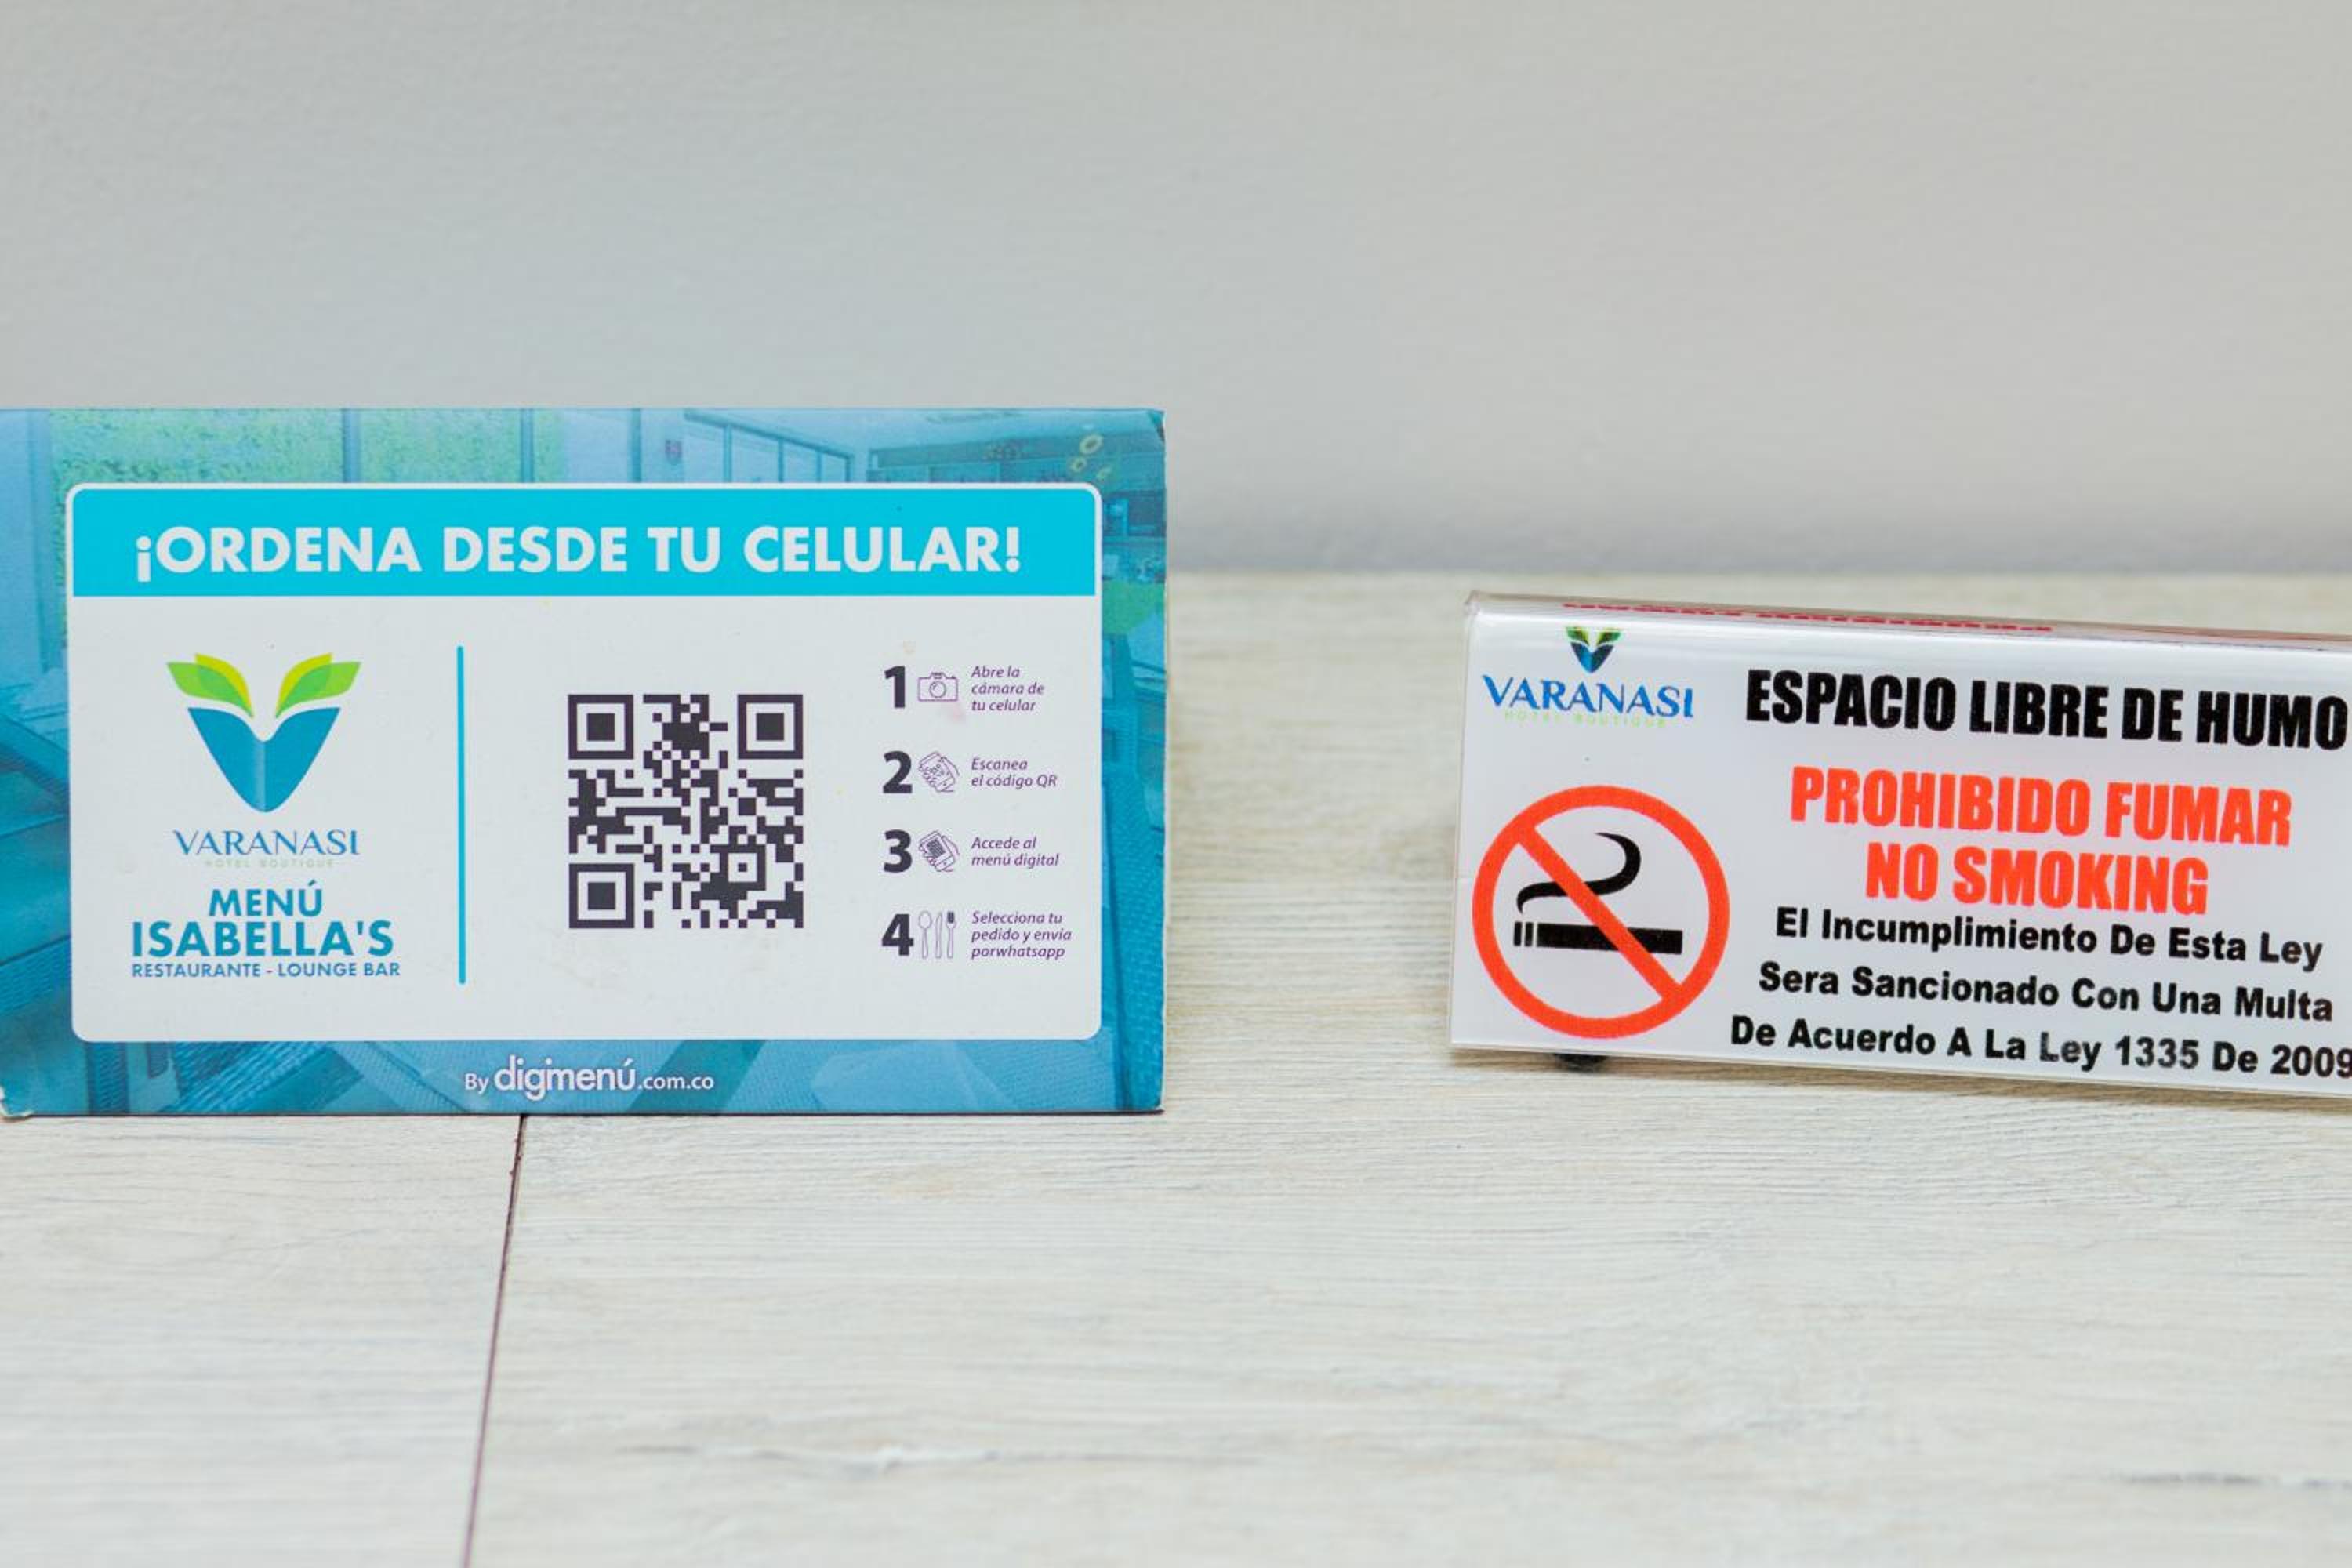 ¡ORDENA DESDE TU CELULAR!
VARANASI
HOTEL BOUTIQUE
MENÚ
ISABELLA'S
RESTAURANTE - LOUNGE BAR
1
Abre la
cámara de
tu celular
2
Escanea
el código QR
3
Accede al
menú digital
4
Selecciona tu
pedido y envia
porwhatsapp
By digimenú.com.co
VARANASI
HOTEL BOUTIQUE
ESPACIO LIBRE DE HUMO
PROHIBIDO FUMAR
NO SMOKING
El Incumplimiento De Esta Ley
Sera Sancionado Con Una Multa
De Acuerdo A La Ley 1335 De 2009